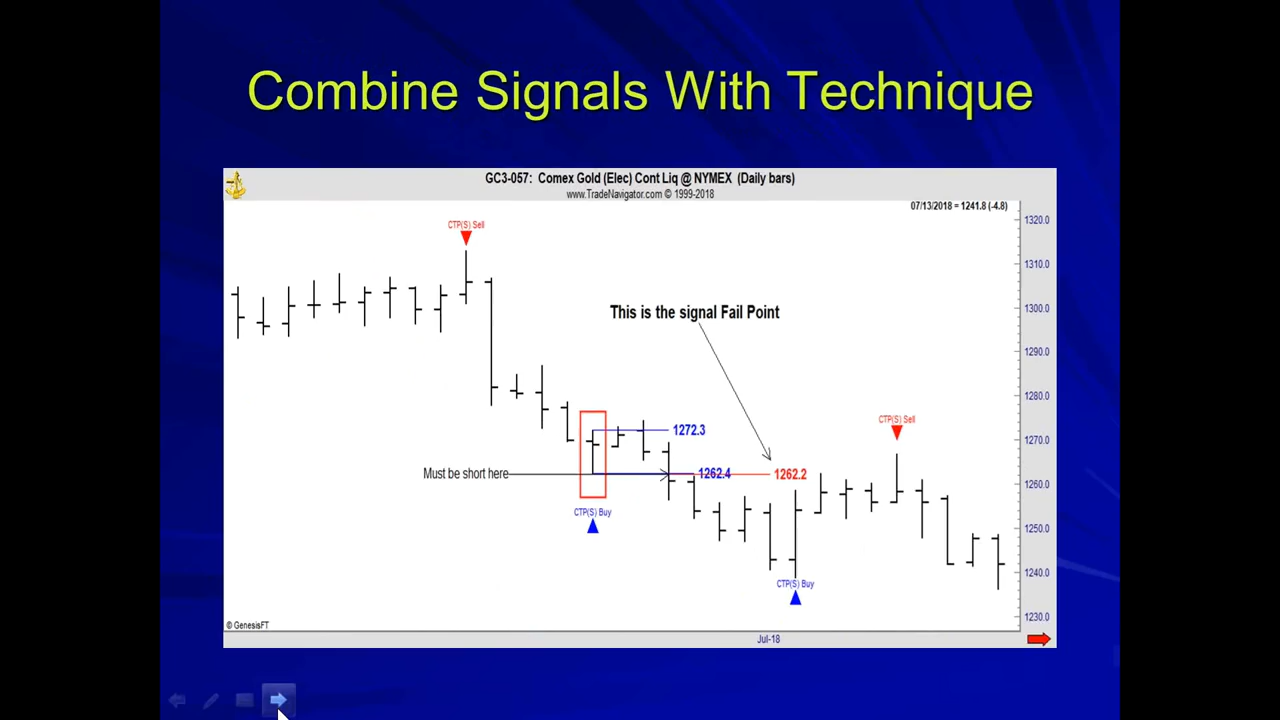 Combine Signals With Technique
GC3-057: Comex Gold (Elec) Cont Liq @ NYMEX (Daily bars)
www.TradeNavigator.com © 1999-2018
07/13/2018 = 1241.8 (-4.8)
1320.0
CTP(S) Sell
1310.0
This is the signal Fail Point
1300.0
1290.0
1280.0
CTP(S) Sell
1272.3
1270.0
Must be short here
1262.4
1262.2
1260.0
CTP(S) Buy
1250.0
1240.0
CTP(S) Buy
1230.0
© GenesisFT
Jul-18